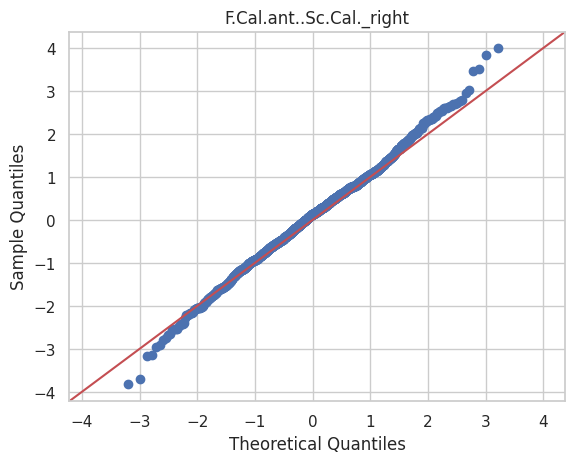 F.Cal.ant..Sc.Cal._right
Sample Quantiles
4
3
2
1
0
−1
−2
−3
−4
−4 −3 −2 −1 0 1 2 3 4
Theoretical Quantiles